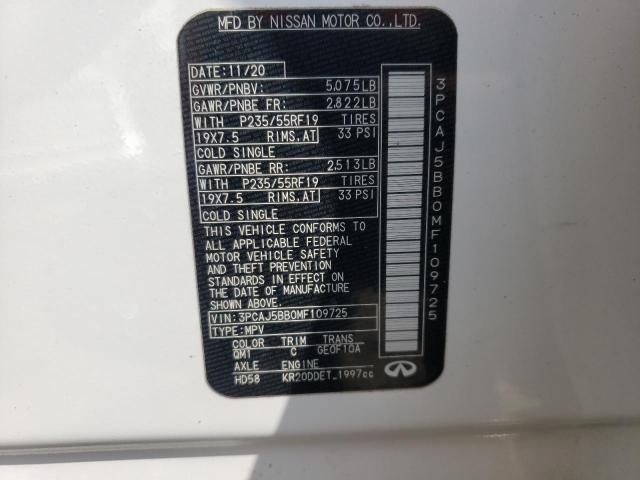 MFD BY NISSAN MOTOR CO.,LTD.
DATE:11/20
GVWR/PNBV: 5,075LB
GAWR/PNBE FR: 2,822LB
WITH P235/55RF19 TIRES
19X7.5 RIMS,AT 33 PSI
COLD SINGLE
GAWR/PNBE RR: 2,513LB
WITH P235/55RF19 TIRES
19X7.5 RIMS,AT 33 PSI
COLD SINGLE
THIS VEHICLE CONFORMS TO
ALL APPLICABLE FEDERAL
MOTOR VEHICLE SAFETY
AND THEFT PREVENTION
STANDARDS IN EFFECT ON
THE DATE OF MANUFACTURE
SHOWN ABOVE.
VIN:3PCAJ5BB0MF109725
TYPE:MPV
COLOR TRIM TRANS
QM1 C GE0F10A
AXLE ENGINE
HD58 KR20DDET_1997cc
3PCAJ5BB0MF109725